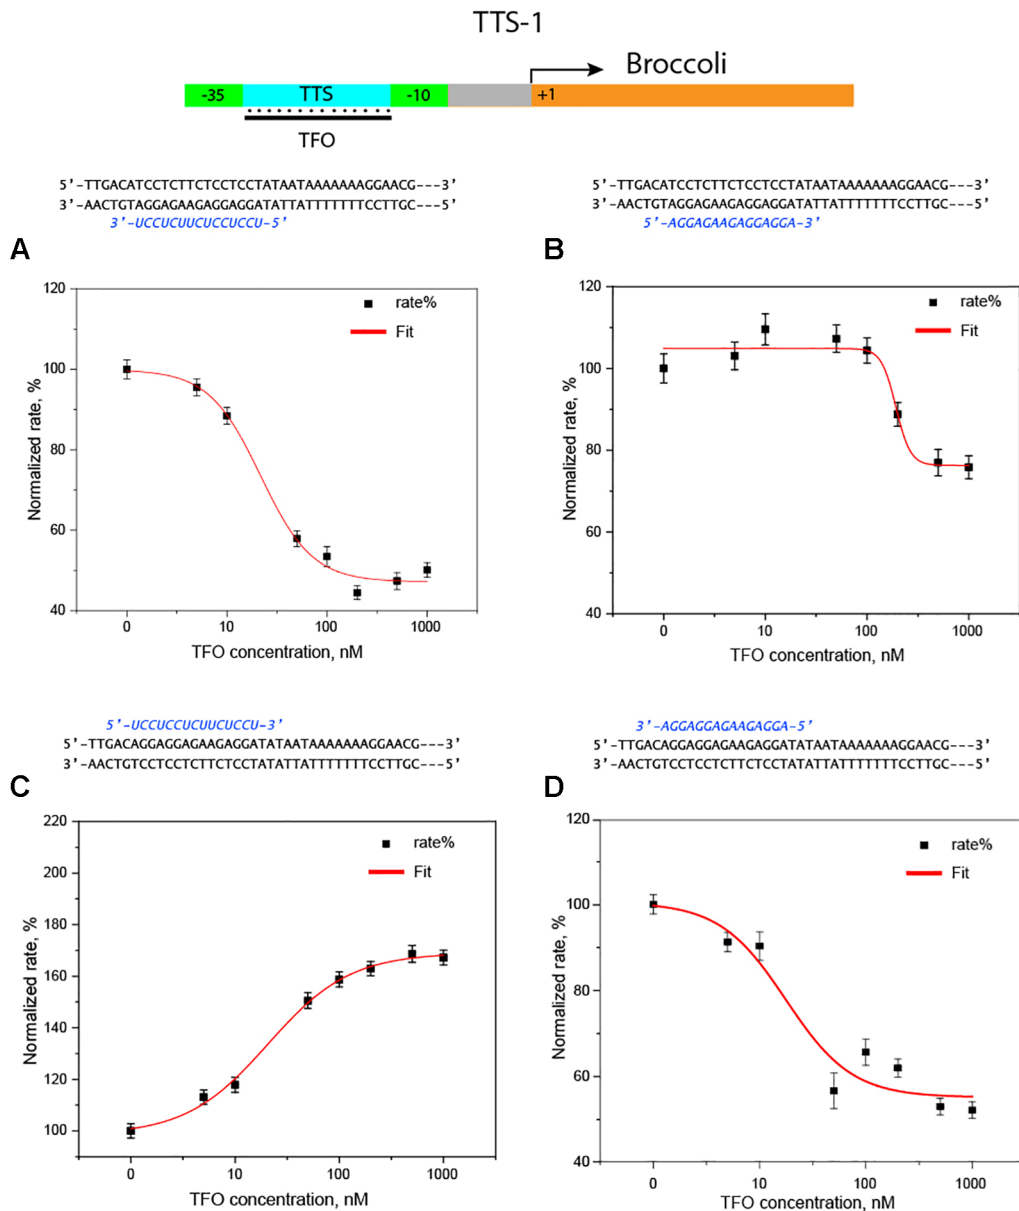 TTS-1
Broccoli
-35 TTS -10 +1
TFO
5'-TTGACATCCTCTTCTCCTCCTATAATAAAAAAAGGAACG---3'
3'-AACTGTAGGAGAAGAGGAGGATATTATTTTTTTCCTTGC---5'
3'-UCCUCUUCUCCUCCU-5'
5'-TTGACATCCTCTTCTCCTCCTATAATAAAAAAAGGAACG---3'
3'-AACTGTAGGAGAAGAGGAGGATATTATTTTTTTCCTTGC---5'
5'-AGGAGAAGAGGAGGA-3'
A
120
100
80
60
40
Normalized rate, %
rate%
Fit
0 10 100 1000
TFO concentration, nM
B
120
100
80
60
40
Normalized rate, %
rate%
Fit
0 10 100 1000
TFO concentration, nM
5'-UCCUCCUCUUCUCCU-3'
5'-TTGACAGGAGGAGAAGAGGATATAATAAAAAAAGGAACG---3'
3'-AACTGTCCTCCTCTTCTCCTATATTATTTTTTTCCTTGC---5'
3'-AGGAGGAGAAGAGGA-5'
5'-TTGACAGGAGGAGAAGAGGATATAATAAAAAAAGGAACG---3'
3'-AACTGTCCTCCTCTTCTCCTATATTATTTTTTTCCTTGC---5'
C
220
200
180
160
140
120
100
Normalized rate, %
rate%
Fit
0 10 100 1000
TFO concentration, nM
D
120
100
80
60
40
Normalized rate, %
rate%
Fit
0 10 100 1000
TFO concentration, nM